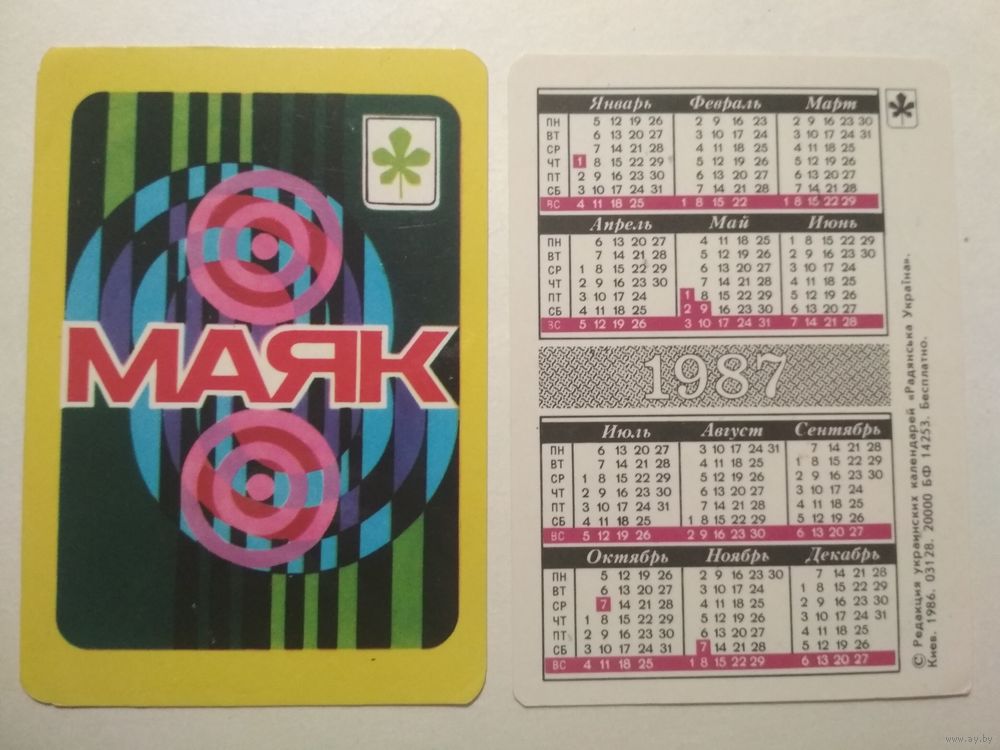 МАЯК
Январь Февраль Март
ПН 5 12 19 26 2 9 16 23 2 9 16 23 30
ВТ 6 13 20 27 3 10 17 24 3 10 17 24 31
СР 7 14 21 28 4 11 18 25 4 11 18 25
ЧТ 1 8 15 22 29 5 12 19 26 5 12 19 26
ПТ 2 9 16 23 30 6 13 20 27 6 13 20 27
СБ 3 10 17 24 31 7 14 21 28 7 14 21 28
ВС 4 11 18 25 1 8 15 22 1 8 15 22 29
Апрель Май Июнь
ПН 6 13 20 27 4 11 18 25 1 8 15 22 29
ВТ 7 14 21 28 5 12 19 26 2 9 16 23 30
СР 1 8 15 22 29 6 13 20 27 3 10 17 24
ЧТ 2 9 16 23 30 7 14 21 28 4 11 18 25
ПТ 3 10 17 24 1 8 15 22 29 5 12 19 26
СБ 4 11 18 25 2 9 16 23 30 6 13 20 27
ВС 5 12 19 26 3 10 17 24 31 7 14 21 28
1987
Июль Август Сентябрь
ПН 6 13 20 27 3 10 17 24 31 7 14 21 28
ВТ 7 14 21 28 4 11 18 25 1 8 15 22 29
СР 1 8 15 22 29 5 12 19 26 2 9 16 23 30
ЧТ 2 9 16 23 30 6 13 20 27 3 10 17 24
ПТ 3 10 17 24 31 7 14 21 28 4 11 18 25
СБ 4 11 18 25 1 8 15 22 29 5 12 19 26
ВС 5 12 19 26 2 9 16 23 30 6 13 20 27
Октябрь Ноябрь Декабрь
ПН 5 12 19 26 2 9 16 23 30 7 14 21 28
ВТ 6 13 20 27 3 10 17 24 1 8 15 22 29
СР 7 14 21 28 4 11 18 25 2 9 16 23 30
ЧТ 1 8 15 22 29 5 12 19 26 3 10 17 24 31
ПТ 2 9 16 23 30 6 13 20 27 4 11 18 25
СБ 3 10 17 24 31 7 14 21 28 5 12 19 26
ВС 4 11 18 25 1 8 15 22 29 6 13 20 27
© Редакция украинских календарей «Радянська Україна».
Киев. 1986. 03128. 20000 БФ 14253. Бесплатно.
www.ay.by